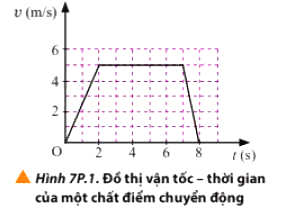 v (m/s)
6
4
2
O
2
4
6
8
t (s)
Hình 7P.1. Đồ thị vận tốc – thời gian
của một chất điểm chuyển động